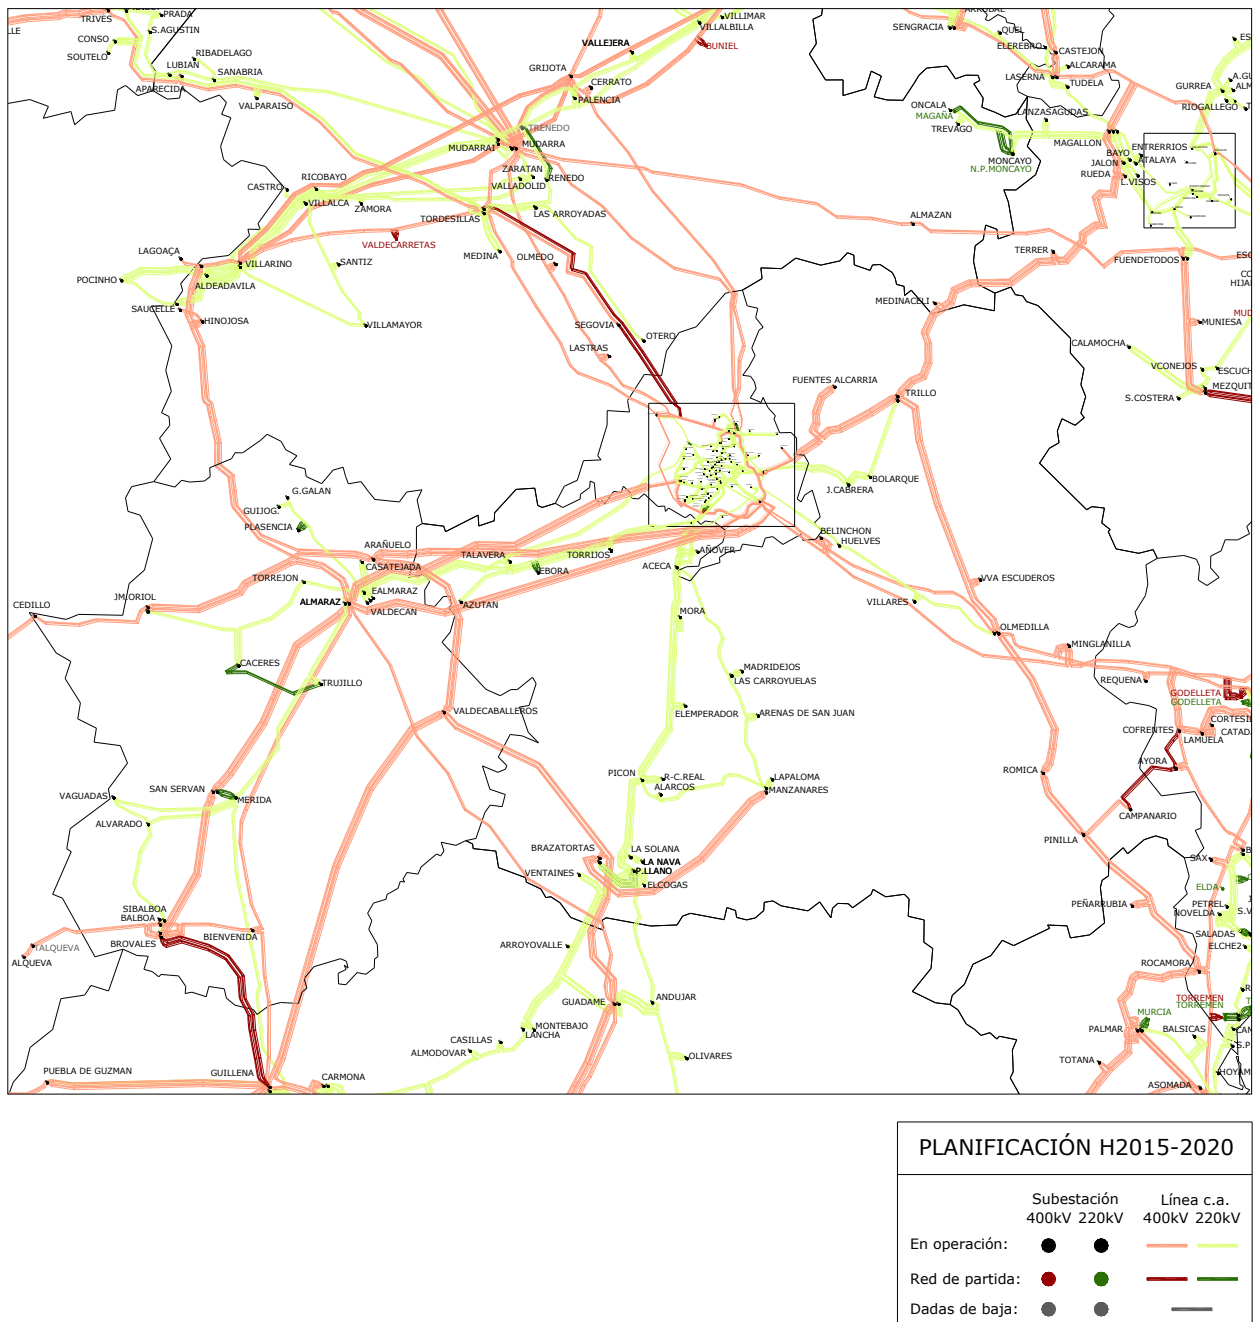 TRIVES
PRADA
S.AGUSTIN
CONSO
SOUTELO
RIBADELAGO
LUBIAN
SANABRIA
APARECIDA
VALPARAISO
VILLIMAR
VILLALBILLA
BUNIEL
VALLEJERA
GRIJOTA
CERRATO
PALENCIA
TRENEDO
MUDARRAI
MUDARRA
ZARATAN
VALLADOLID
RENEDO
CASTRO
RICOBAYO
VILLALCA
ZAMORA
TORDESILLAS
LAS ARROYADAS
VALDECARRETAS
MEDINA
OLMEDO
LAGOAÇA
VILLARINO
SANTIZ
POCINHO
ALDEADAVILA
SAUCELLE
HINOJOSA
VILLAMAYOR
SEGOVIA
OTERO
LASTRAS
SENGRACIA
QUEL
ELEREBRO
CASTEJON
ALCARAMA
LASERNA
TUDELA
GURREA
RIOGALLEGO
ONCALA
MAGAÑA
TREVAGO
LANZASAGUDAS
MAGALLON
MONCAYO
N.P.MONCAYO
BAYO
ENTRERRIOS
JALON
ATALAYA
RUEDA
L.VISOS
ALMAZAN
TERRER
FUENDETODOS
MEDINACELI
MUNIESA
CALAMOCHA
VCONEJOS
S.COSTERA
FUENTES ALCARRIA
TRILLO
J.CABRERA
BOLARQUE
G.GALAN
GUIJOG.
PLASENCIA
ARAÑUELO
CASATEJADA
TALAVERA
TORRIJOS
EBORA
AÑOVER
ACECA
BELINCHON
HUELVES
TORREJON
EALMARAZ
ALMARAZ
VALDECAN
AZUTAN
CEDILLO
JM.ORIOL
MORA
VVA ESCUDEROS
VILLARES
OLMEDILLA
MINGLANILLA
CACERES
TRUJILLO
MADRIDEJOS
LAS CARROYUELAS
REQUENA
GODELLETA
GODELLETA
VALDECABALLEROS
ELEMPERADOR
ARENAS DE SAN JUAN
COFRENTES
LAMUELA
AYORA
PICON
R-C.REAL
ALARCOS
LAPALOMA
MANZANARES
ROMICA
SAN SERVAN
MERIDA
VAGUADAS
ALVARADO
CAMPANARIO
PINILLA
BRAZATORTAS
LA SOLANA
LA NAVA
P.LLANO
VENTAINES
ELCOGAS
SAX
ELDA
PETREL
NOVELDA
PEÑARRUBIA
SIBALBOA
BALBOA
BROVALES
BIENVENIDA
TALQUEVA
ALQUEVA
ARROYOVALLE
SALADAS
ELCHE2
ROCAMORA
GUADAME
ANDUJAR
TORREMEN
TORREMEN
MURCIA
PALMAR
BALSICAS
MONTEBAJO
LANCHA
CASILLAS
ALMODOVAR
OLIVARES
TOTANA
PUEBLA DE GUZMAN
GUILLENA
CARMONA
ASOMADA
PLANIFICACIÓN H2015-2020
Subestación Línea c.a.
400kV 220kV 400kV 220kV
En operación:
Red de partida:
Dadas de baja: